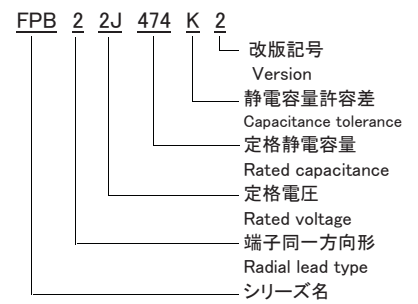 FPB 2 2J 474 K 2
改版記号
Version
静電容量許容差
Capacitance tolerance
定格静電容量
Rated capacitance
定格電圧
Rated voltage
端子同一方向形
Radial lead type
シリーズ名